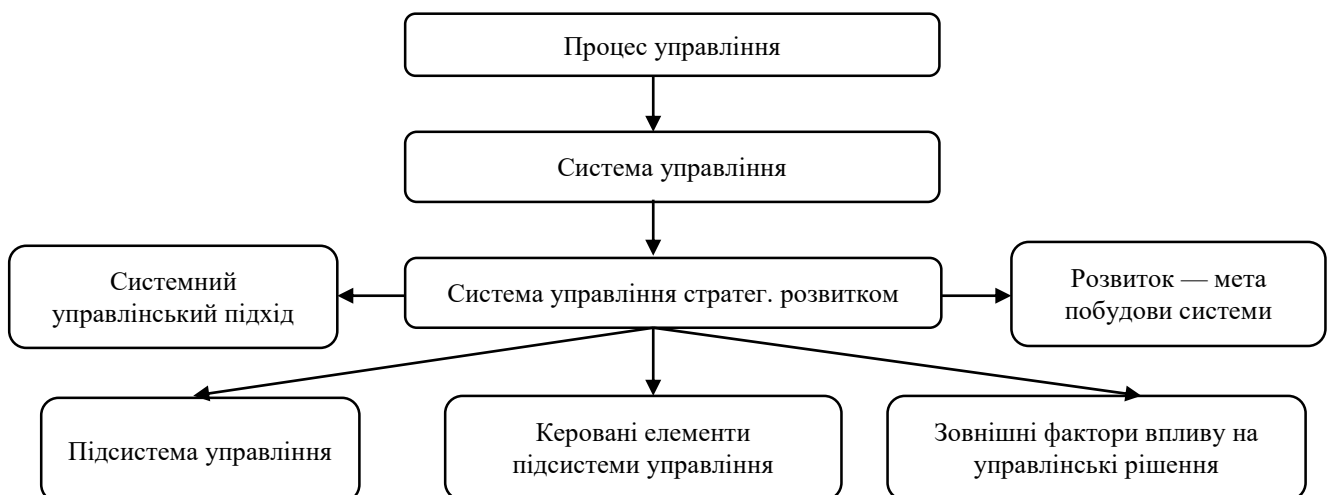 Процес управління
Система управління
Системний
управлінський підхід
Система управління стратег. розвитком
Розвиток — мета
побудови системи
Підсистема управління
Керовані елементи
підсистеми управління
Зовнішні фактори впливу на
управлінські рішення